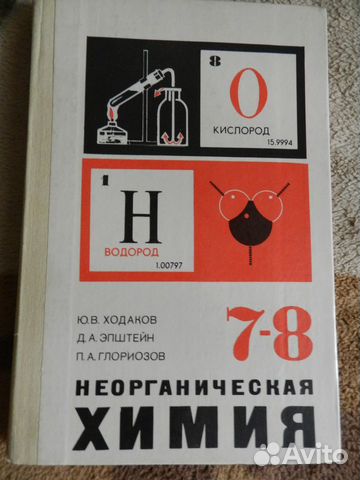 8
О
КИСЛОРОД
15.9994
1
Н
ВОДОРОД
1.00797
Ю.В. ХОДАКОВ
Д.А. ЭПШТЕЙН
П.А. ГЛОРИОЗОВ
7-8
НЕОРГАНИЧЕСКАЯ
ХИМИЯ
Avito